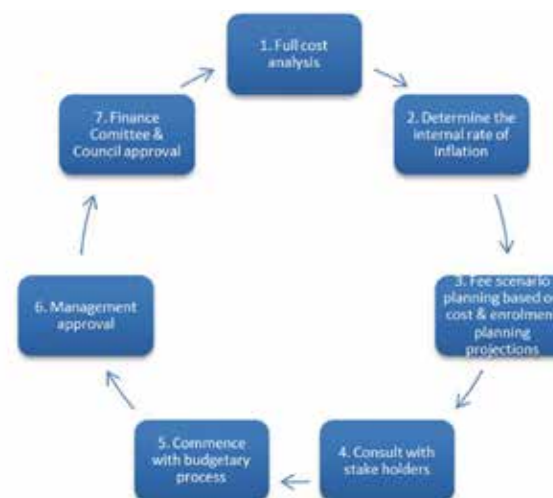 1. Full cost
analysis
2. Determine the
internal rate of
inflation
3. Fee scenario
planning based o
cost & enrolmen
planning
projections
4. Consult with
stake holders
5. Commence
with budgetary
process
6. Management
approval
7. Finance
Comittee &
Council approval